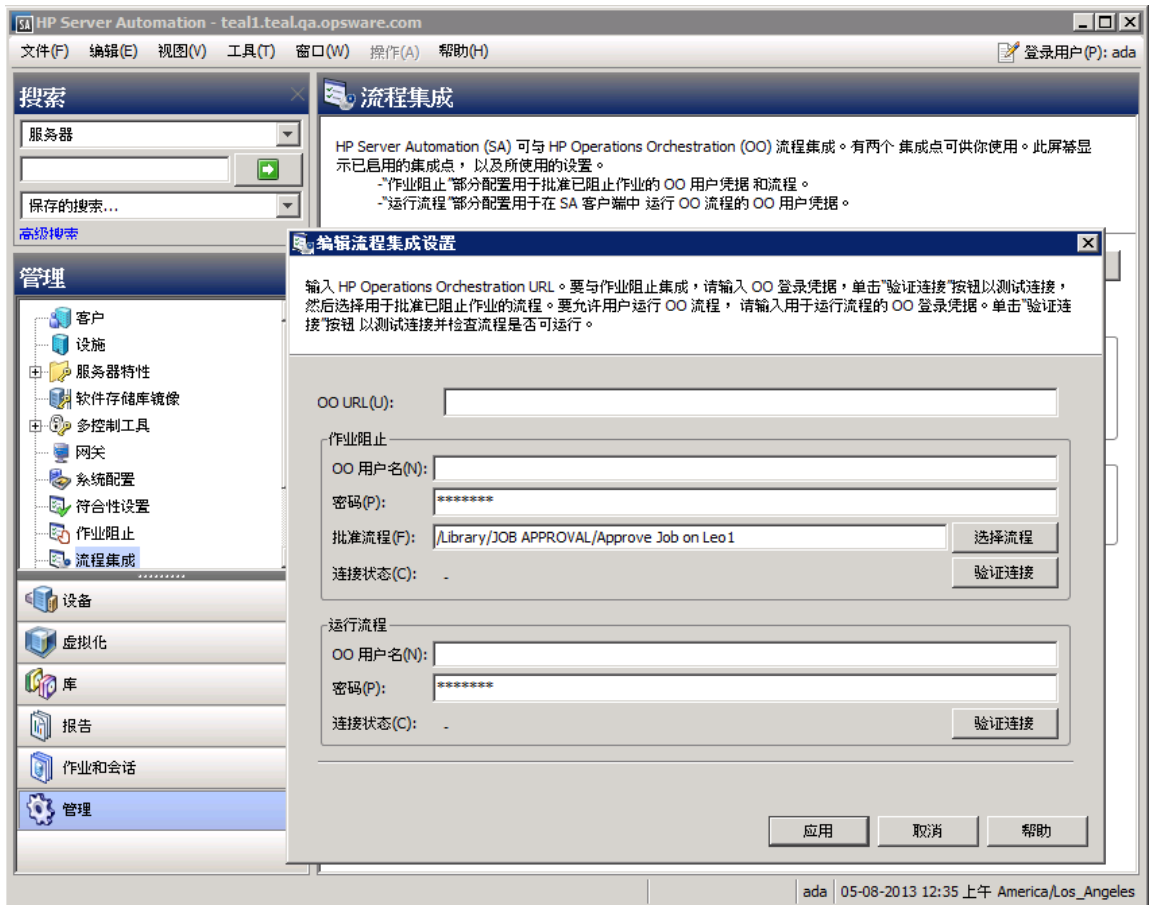 HP Server Automation - teal1.teal.qa.opsware.com
文件(F) 编辑(E) 视图(V) 工具(T) 窗口(W) 操作(A) 帮助(H) 登录用户(P): ada
搜索
服务器
保存的搜索...
高级搜索
流程集成
HP Server Automation (SA) 可与 HP Operations Orchestration (OO) 流程集成。有两个 集成点可供你使用。此屏幕显
示已启用的集成点， 以及所使用的设置。
-“作业阻止”部分配置用于批准已阻止作业的 OO 用户凭据 和流程。
-“运行流程”部分配置用于在 SA 客户端中 运行 OO 流程的 OO 用户凭据。
管理
客户
设施
服务器特性
软件存储库镜像
多控制工具
网关
系统配置
符合性设置
作业阻止
流程集成
设备
虚拟化
库
报告
作业和会话
管理
编辑流程集成设置
输入 HP Operations Orchestration URL。要与作业阻止集成，请输入 OO 登录凭据，单击“验证连接”按钮以测试连接，
然后选择用于批准已阻止作业的流程。要允许用户运行 OO 流程， 请输入用于运行流程的 OO 登录凭据。单击“验证连
接”按钮 以测试连接并检查流程是否可运行。
OO URL(U):
作业阻止
OO 用户名(N):
密码(P): *******
批准流程(F): /Library/JOB APPROVAL/Approve Job on Leo1 选择流程
连接状态(C): - 验证连接
运行流程
OO 用户名(N):
密码(P): *******
连接状态(C): - 验证连接
应用 取消 帮助
ada 05-08-2013 12:35 上午 America/Los_Angeles